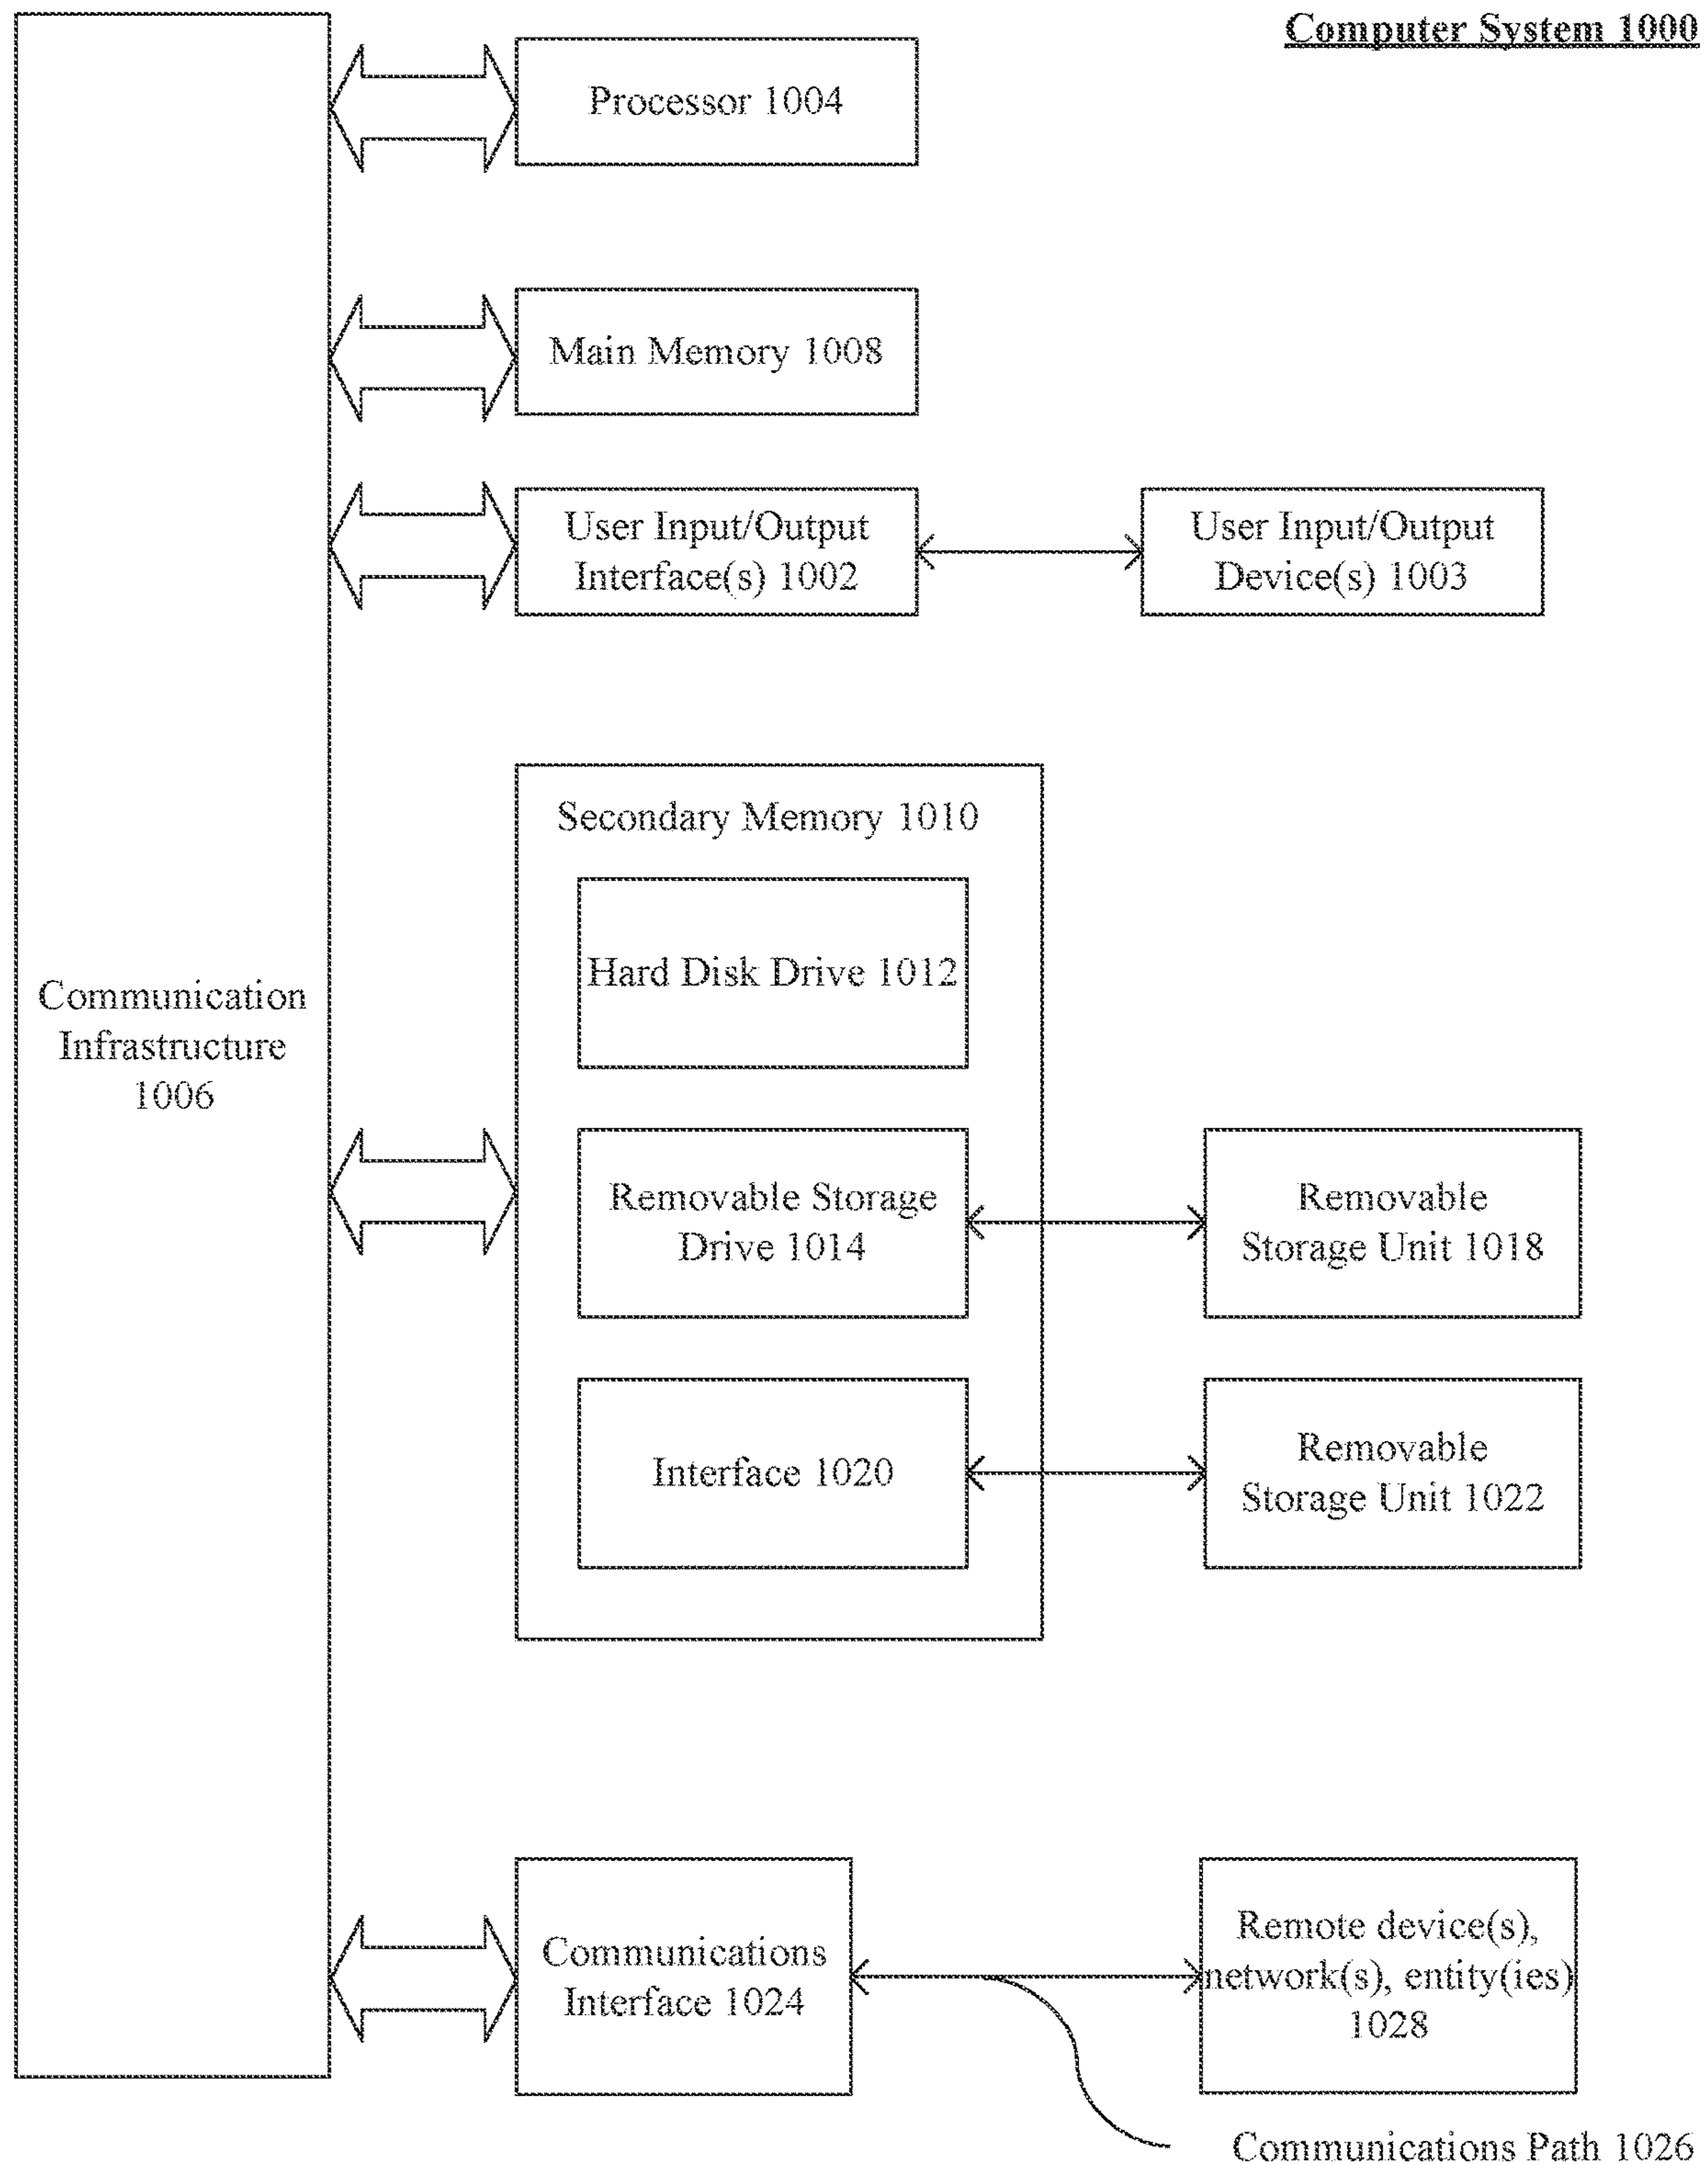 Computer System 1000
Processor 1004
Main Memory 1008
User Input/Output
Interface(s) 1002
User Input/Output
Device(s) 1003
Secondary Memory 1010
Hard Disk Drive 1012
Communication
Infrastructure
1006
Removable Storage
Drive 1014
Removable
Storage Unit 1018
Interface 1020
Removable
Storage Unit 1022
Communications
Interface 1024
Remote device(s),
network(s), entity(ies)
1028
Communications Path 1026